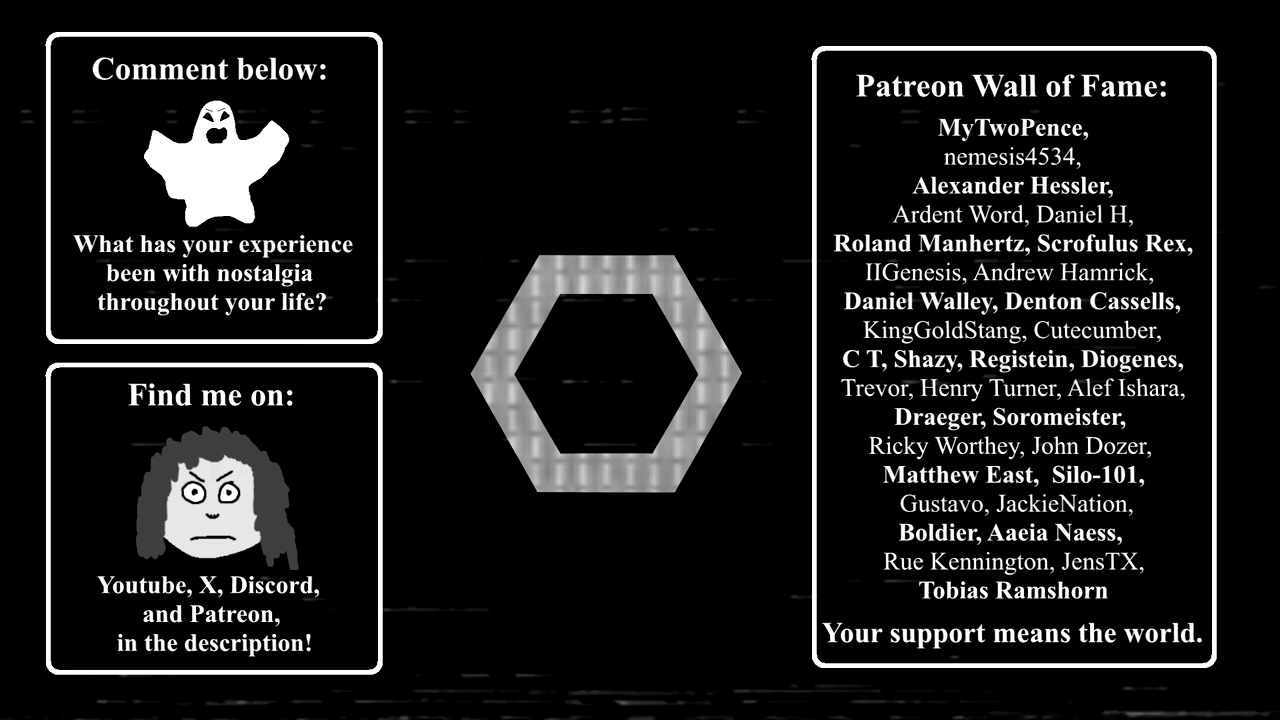 Comment below:
What has your experience
been with nostalgia
throughout your life?
Find me on:
Youtube, X, Discord,
and Patreon,
in the description!
Patreon Wall of Fame:
MyTwoPence,
nemesis4534,
Alexander Hessler,
Ardent Word, Daniel H,
Roland Manhertz, Scrofulus Rex,
IIGenesis, Andrew Hamrick,
Daniel Walley, Denton Cassells,
KingGoldStang, Cutecumber,
C T, Shazy, Registein, Diogenes,
Trevor, Henry Turner, Alef Ishara,
Draeger, Soromeister,
Ricky Worthey, John Dozer,
Matthew East, Silo-101,
Gustavo, JackieNation,
Boldier, Aaeia Naess,
Rue Kennington, JensTX,
Tobias Ramshorn
Your support means the world.